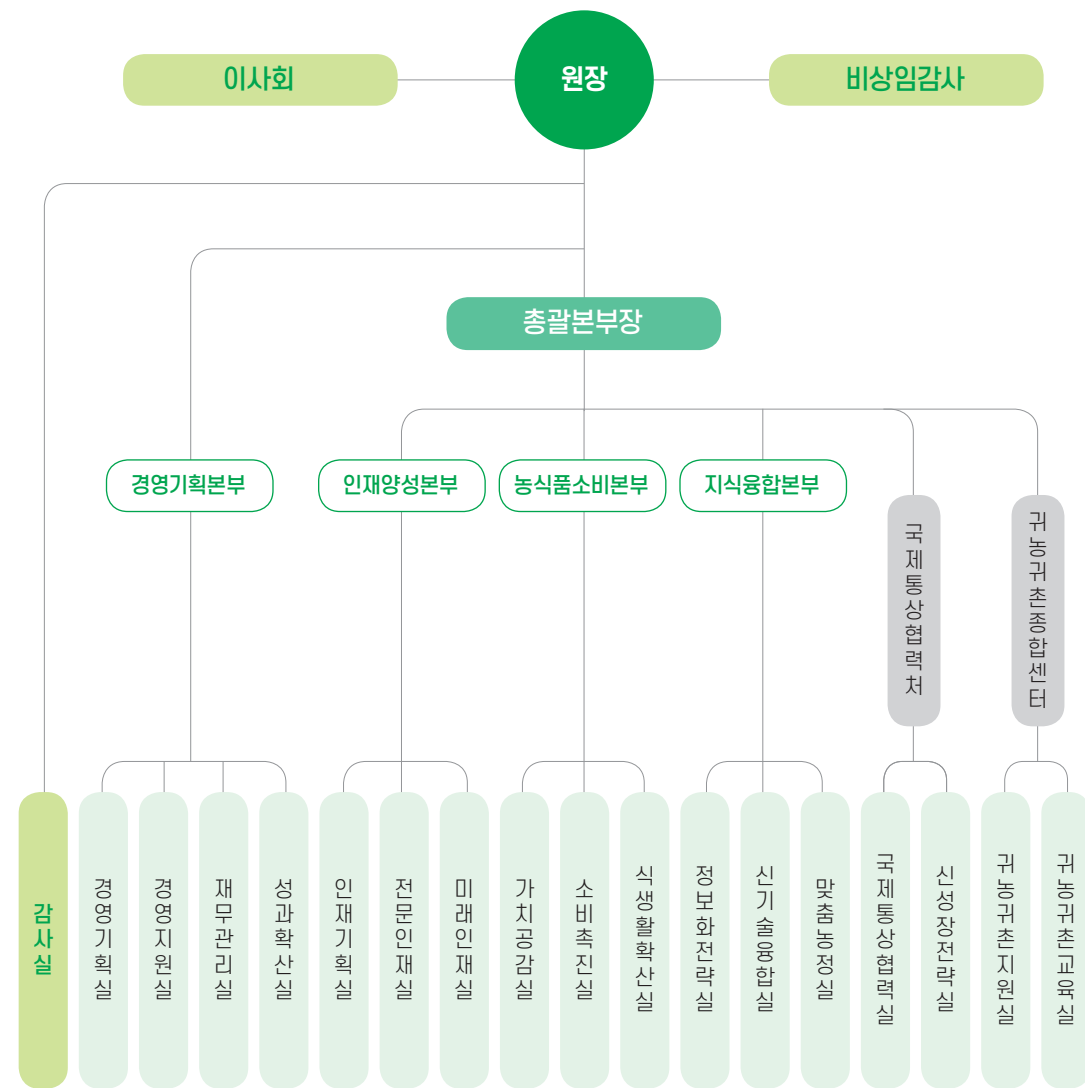 이사회
원장
비상임감사
총괄본부장
경영기획본부
인재양성본부
농식품소비본부
지식융합본부
국제통상협력처
귀농귀촌종합센터
감사실
경영기획실
경영지원실
재무관리실
성과확산실
인재기획실
전문인재실
미래인재실
가치공감실
소비촉진실
식생활확산실
정보화전략실
신기술융합실
맞춤농정실
국제통상협력실
신성장전략실
귀농귀촌지원실
귀농귀촌교육실